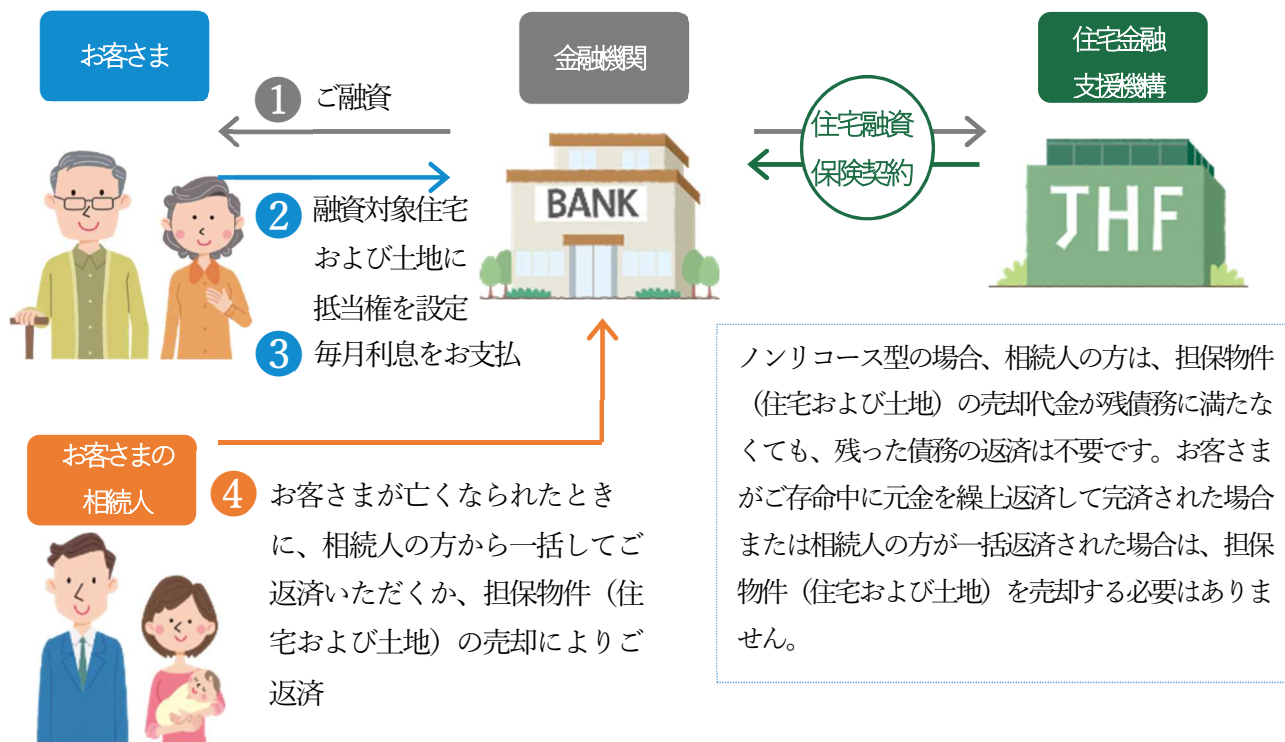 お客さま
金融機関
住宅金融
支援機構
1 ご融資
住宅融資
保険契約
BANK
JHF
2 融資対象住宅
および土地に
抵当権を設定
3 毎月利息をお支払
お客さまの
相続人
4 お客さまが亡くなられたとき
に、相続人の方から一括してご
返済いただくか、担保物件（住
宅および土地）の売却によりご
返済
ノンリコース型の場合、相続人の方は、担保物件
（住宅および土地）の売却代金が残債務に満たな
くても、残った債務の返済は不要です。お客さま
がご存命中に元金を繰上返済して完済された場合
または相続人の方が一括返済された場合は、担保
物件（住宅および土地）を売却する必要はありま
せん。